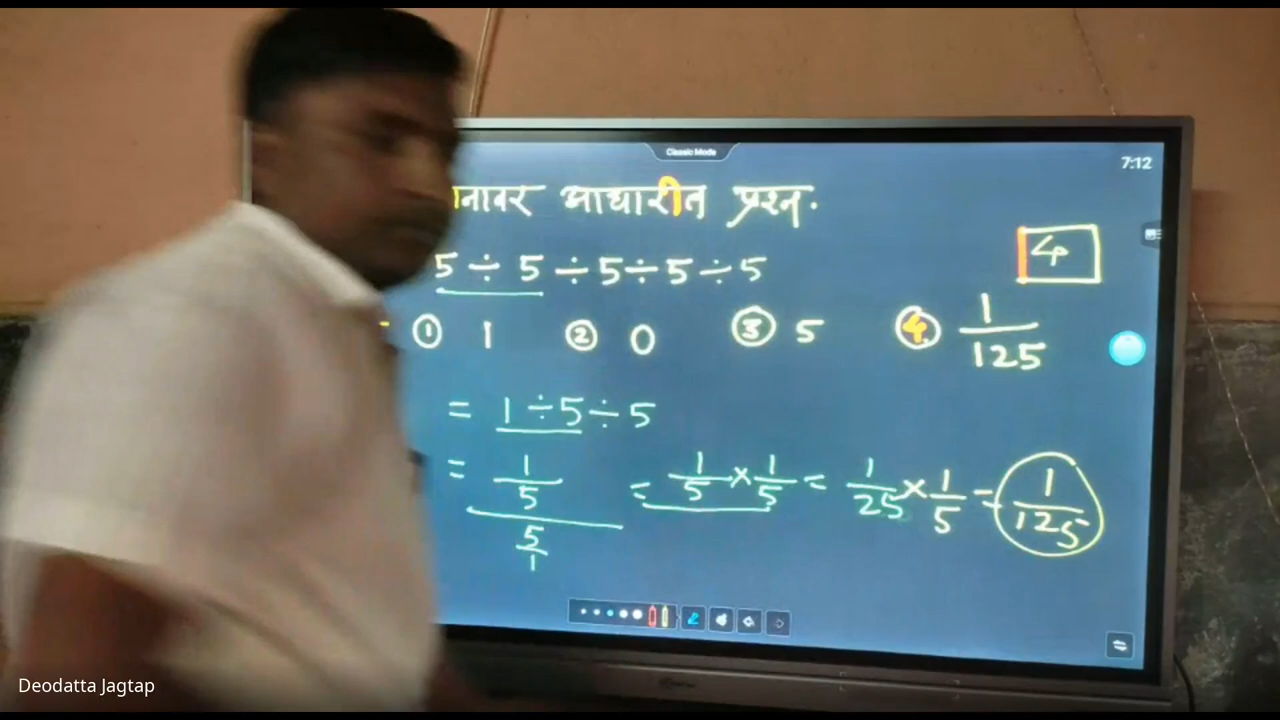 Classic Mode
7:12
नावर आधारीत प्रश्न.
4
5 ÷ 5 ÷ 5 ÷ 5 ÷ 5
① 1 ② 0 ③ 5 ④ 1/125
= 1 ÷ 5 ÷ 5
= 1/5 / 5/1 = 1/5 × 1/5 = 1/25 × 1/5 = 1/125
Deodatta Jagtap